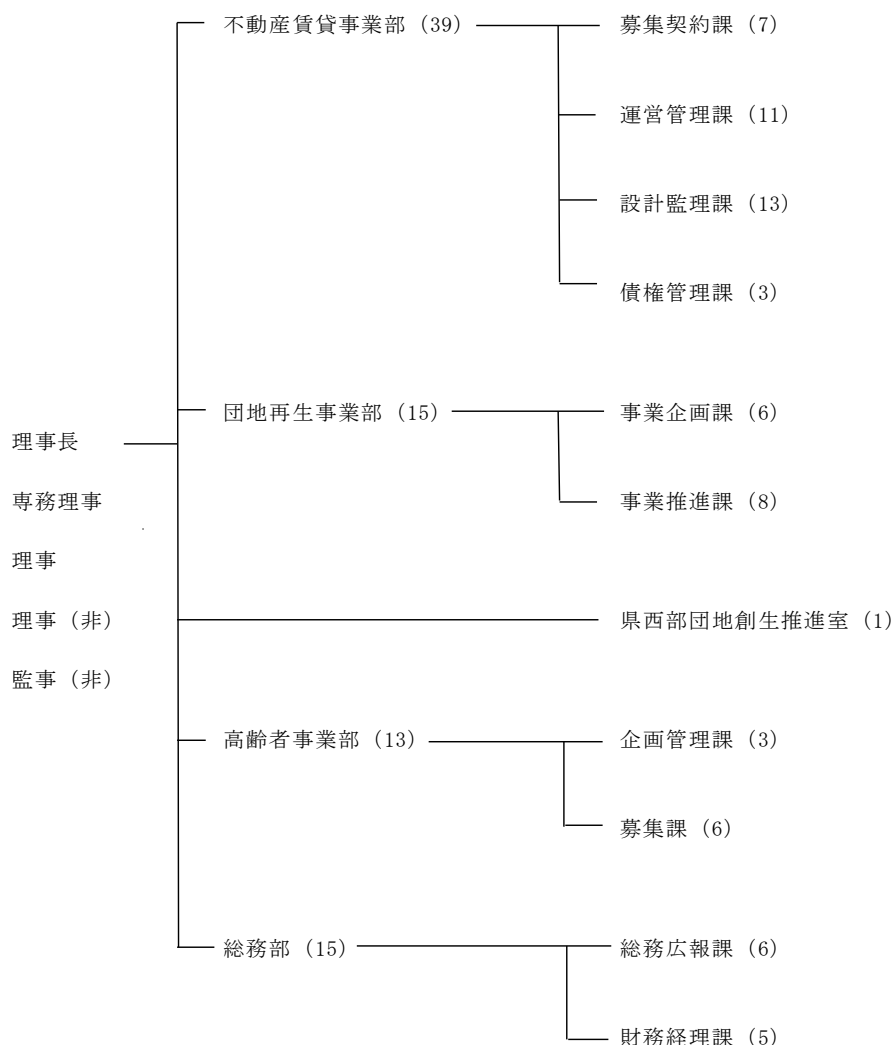 不動産賃貸事業部（39）
募集契約課（7）
運営管理課（11）
設計監理課（13）
債権管理課（3）
団地再生事業部（15）
事業企画課（6）
理事長
専務理事
事業推進課（8）
理事
理事（非）
県西部団地創生推進室（1）
監事（非）
高齢者事業部（13）
企画管理課（3）
募集課（6）
総務部（15）
総務広報課（6）
財務経理課（5）